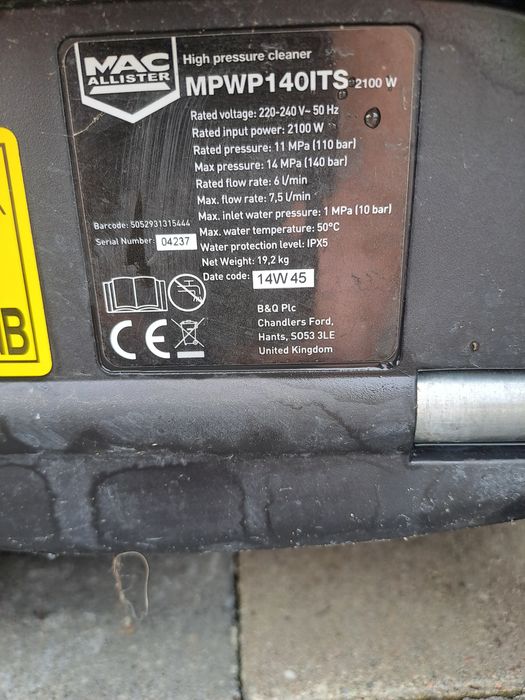 MAC
ALLISTER
High pressure cleaner
MPWP140ITS 2100 W
Rated voltage: 220-240 V~ 50 Hz
Rated input power: 2100 W
Rated pressure: 11 MPa (110 bar)
Max pressure: 14 MPa (140 bar)
Rated flow rate: 6 l/min
Max. flow rate: 7,5 l/min
Max. inlet water pressure: 1 MPa (10 bar)
Max. water temperature: 50°C
Water protection level: IPX5
Net Weight: 19,2 kg
Date code: 14W45
Barcode: 5052931315444
Serial Number: 04237
B&Q Plc
Chandlers Ford,
Hants, SO53 3LE
United Kingdom
CE